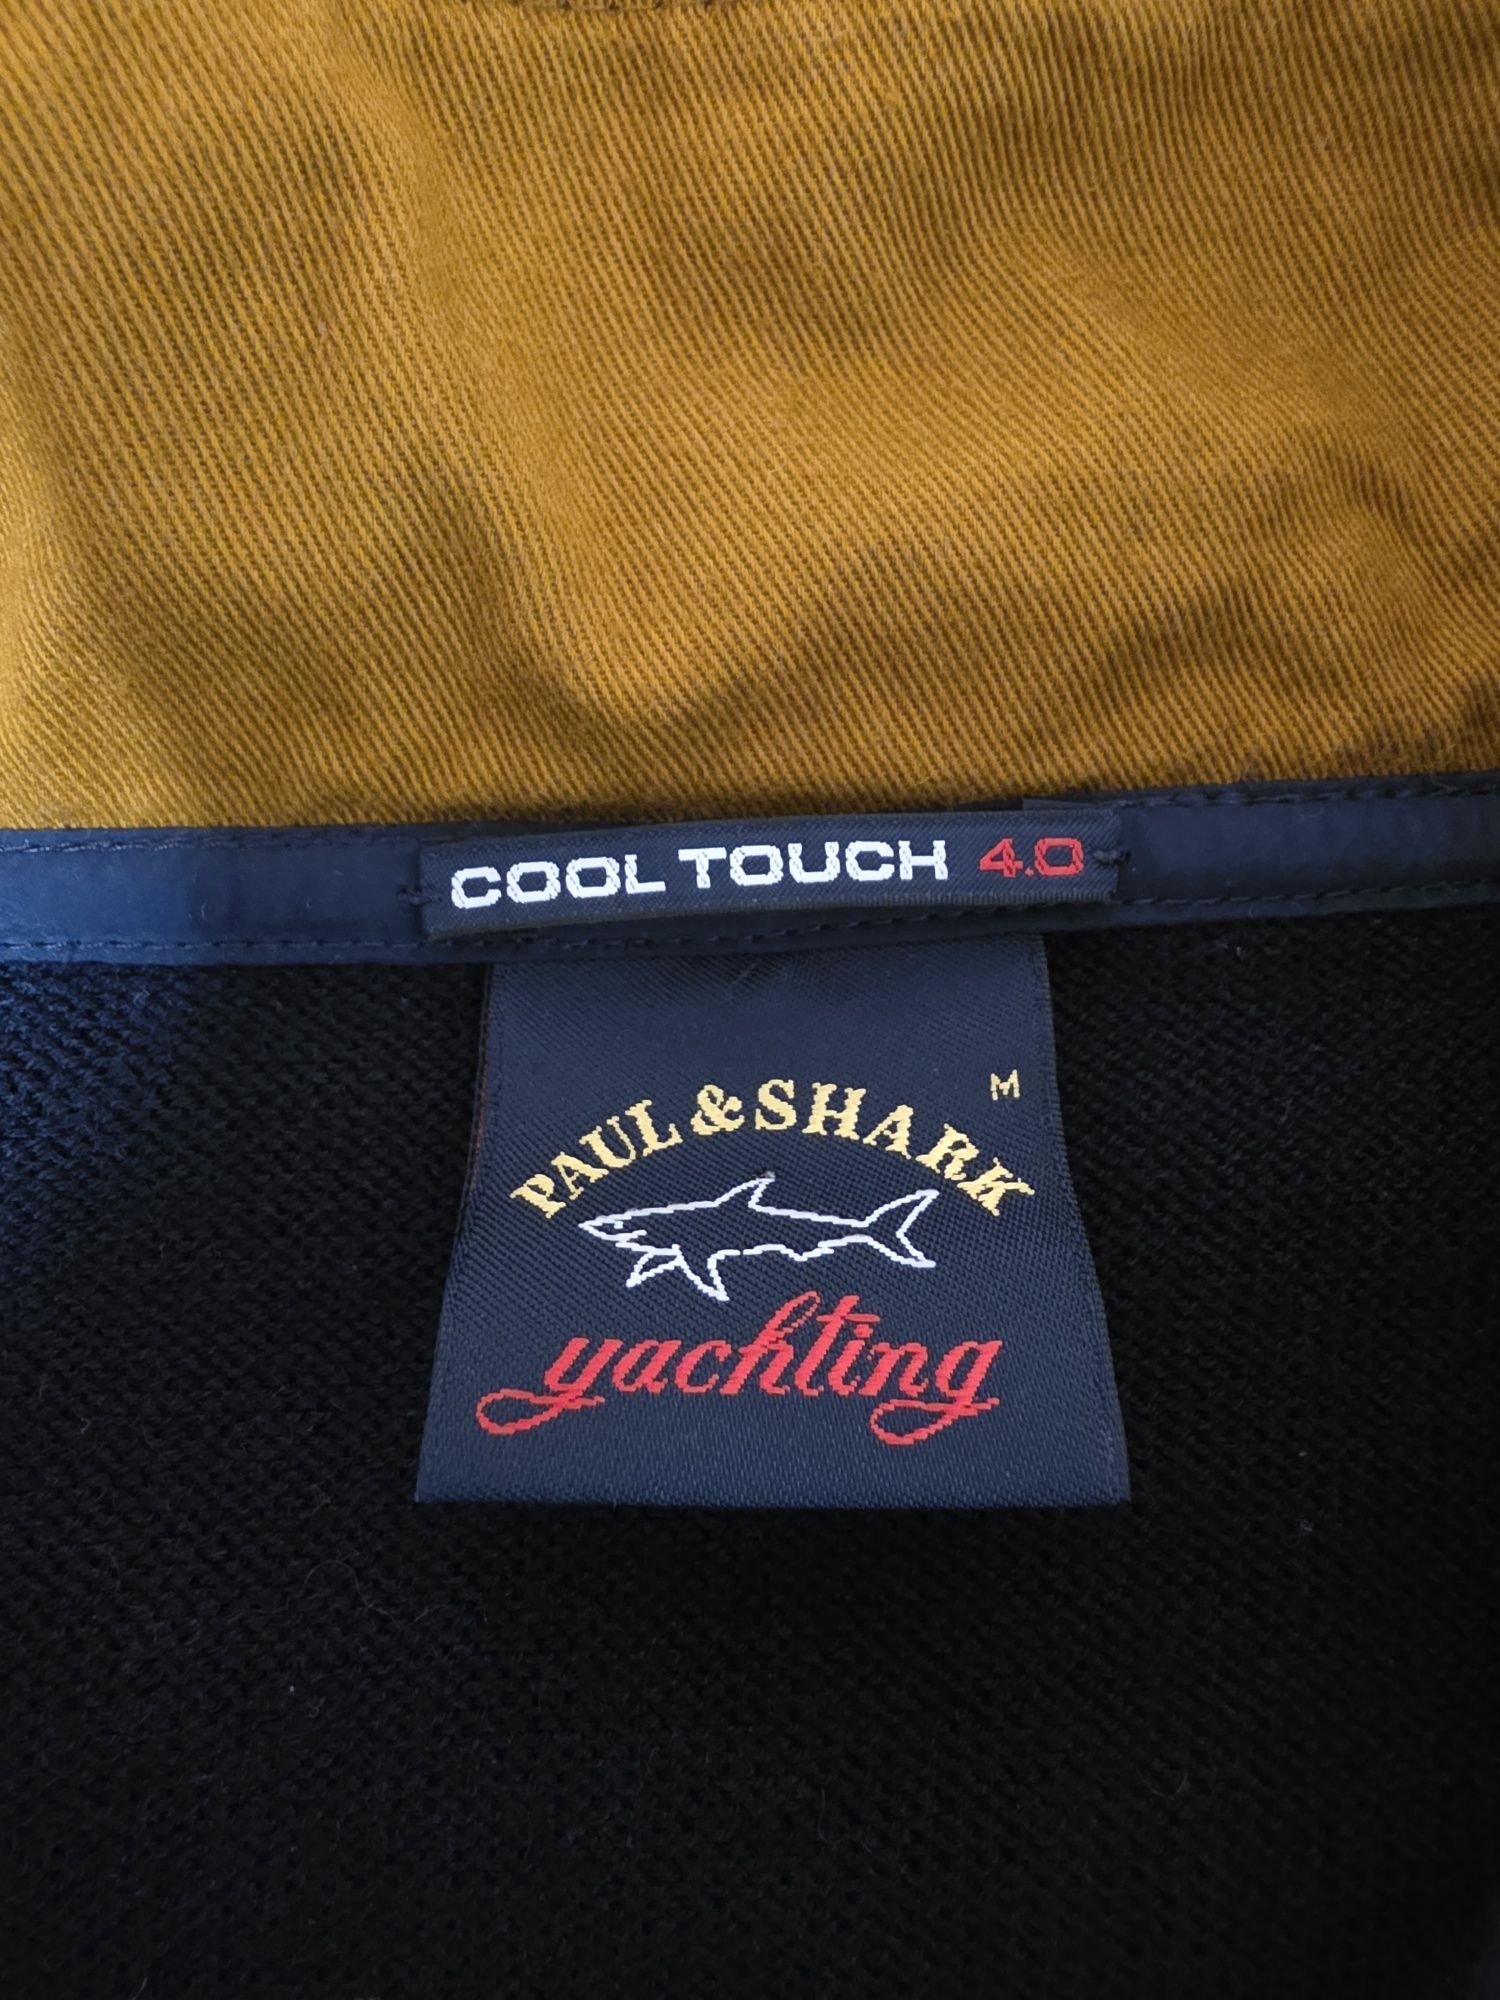 COOL TOUCH 4.0
M
PAUL & SHARK
yachting